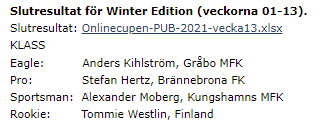 Slutresultat för Winter Edition (veckorna 01-13).
Slutresultat: Onlinecupen-PUB-2021-vecka13.xlsx
KLASS
Eagle: Anders Kihlström, Gråbo MFK
Pro: Stefan Hertz, Brännebrona FK
Sportsman: Alexander Moberg, Kungshamns MFK
Rookie: Tommie Westlin, Finland